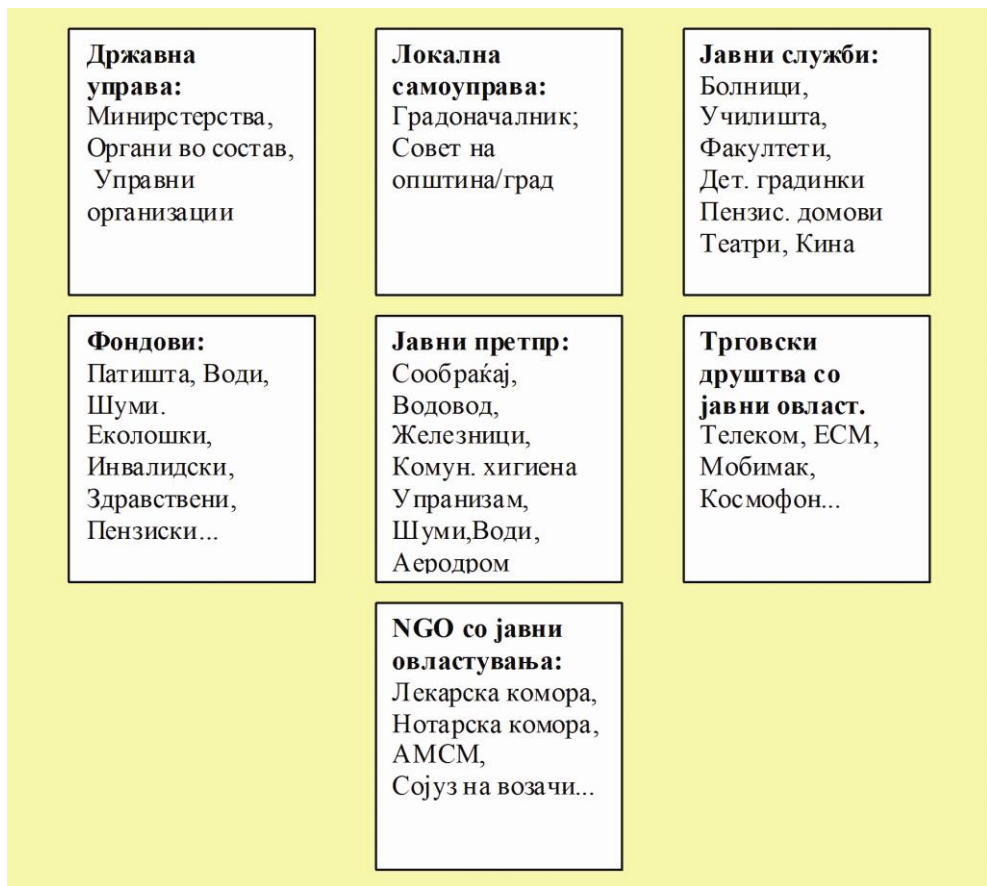 Државна
управа:
Минирстерства,
Органи во состав,
Управни
организации
Локална
самоуправа:
Градоначалник;
Совет на
општина/град
Јавни служби:
Болници,
Училишта,
Факултети,
Дет. градинки
Пензис. домови
Театри, Кина
Фондови:
Патишта, Води,
Шуми.
Еколошки,
Инвалидски,
Здравствени,
Пензиски...
Јавни претпр:
Сообраќај,
Водовод,
Железници,
Комун. хигиена
Упранизам,
Шуми,Води,
Аеродром
Трговски
друштва со
јавни овласт.
Телеком, ЕСМ,
Мобимак,
Космофон...
NGO со јавни
овластувања:
Лекарска комора,
Нотарска комора,
АМСМ,
Сојуз на возачи...